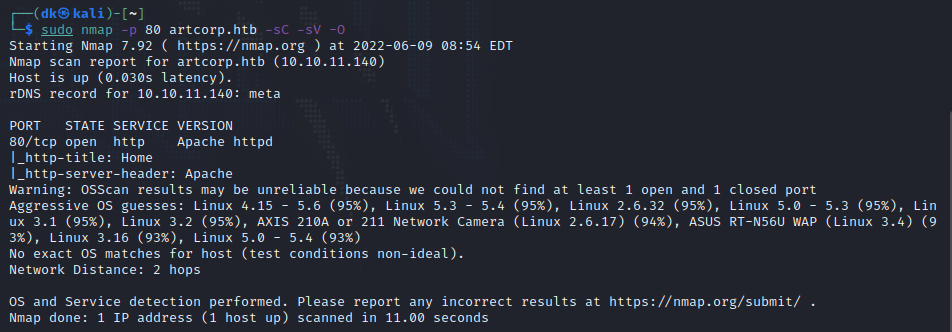 ┌──(dk㉿kali)-[~]
└─$ sudo nmap -p 80 artcorp.htb -sC -sV -O
Starting Nmap 7.92 ( https://nmap.org ) at 2022-06-09 08:54 EDT
Nmap scan report for artcorp.htb (10.10.11.140)
Host is up (0.030s latency).
rDNS record for 10.10.11.140: meta
PORT   STATE SERVICE VERSION
80/tcp open  http    Apache httpd
|_http-title: Home
|_http-server-header: Apache
Warning: OSScan results may be unreliable because we could not find at least 1 open and 1 closed port
Aggressive OS guesses: Linux 4.15 - 5.6 (95%), Linux 5.3 - 5.4 (95%), Linux 2.6.32 (95%), Linux 5.0 - 5.3 (95%), Lin
ux 3.1 (95%), Linux 3.2 (95%), AXIS 210A or 211 Network Camera (Linux 2.6.17) (94%), ASUS RT-N56U WAP (Linux 3.4) (9
3%), Linux 3.16 (93%), Linux 5.0 - 5.4 (93%)
No exact OS matches for host (test conditions non-ideal).
Network Distance: 2 hops
OS and Service detection performed. Please report any incorrect results at https://nmap.org/submit/ .
Nmap done: 1 IP address (1 host up) scanned in 11.00 seconds